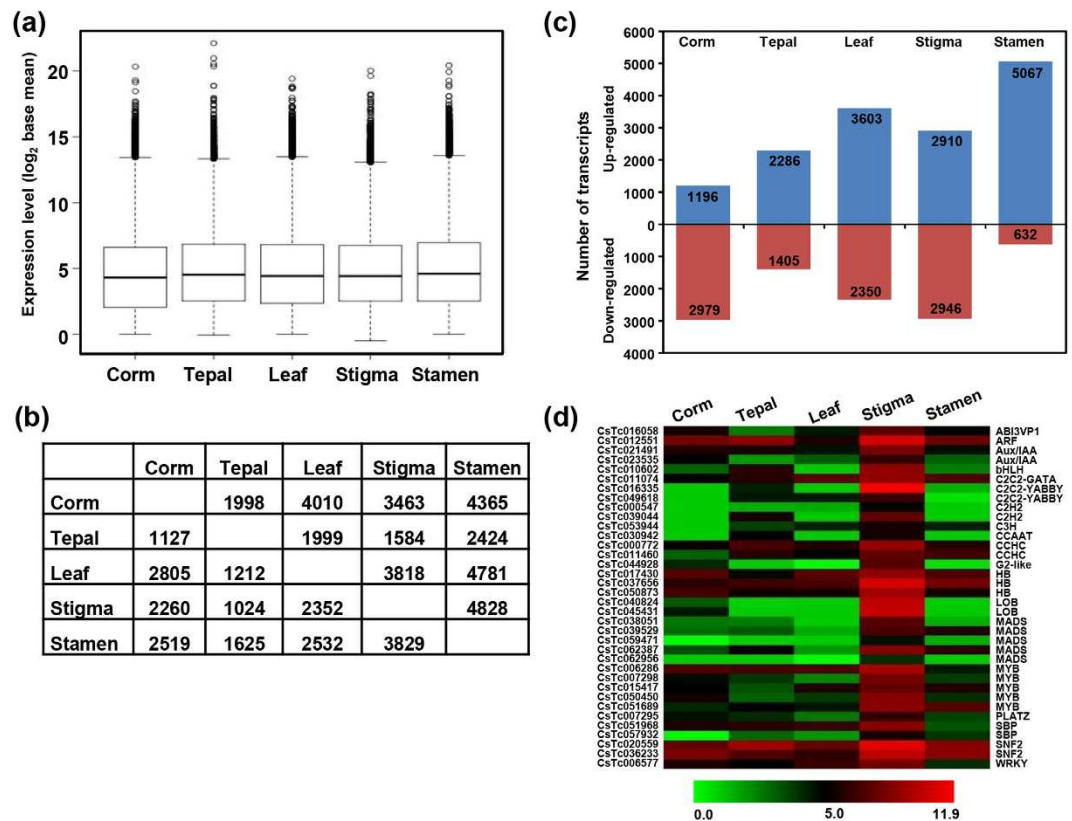 (a)
Expression level (log2 base mean)
20
15
10
5
0
Corm Tepal Leaf Stigma Stamen
(b)
Corm Tepal Leaf Stigma Stamen
Corm 1998 4010 3463 4365
Tepal 1127 1999 1584 2424
Leaf 2805 1212 3818 4781
Stigma 2260 1024 2352 4828
Stamen 2519 1625 2532 3829
(c)
Number of transcripts
Up-regulated
Down-regulated
6000
5000
4000
3000
2000
1000
0
1000
2000
3000
4000
Corm Tepal Leaf Stigma Stamen
1196 2286 3603 2910 5067
2979 1405 2350 2946 632
(d)
Corm Tepal Leaf Stigma Stamen
CsTc016058 ABI3VP1
CsTc012551 ARF
CsTc021491 Aux/IAA
CsTc023535 Aux/IAA
CsTc010602 bHLH
CsTc011074 C2C2-GATA
CsTc016335 C2C2-YABBY
CsTc049618 C2C2-YABBY
CsTc000547 C2H2
CsTc039044 C2H2
CsTc053944 C3H
CsTc030942 CCAAT
CsTc000772 CCHC
CsTc011460 CCHC
CsTc044928 G2-like
CsTc017430 HB
CsTc037656 HB
CsTc050873 HB
CsTc040824 LOB
CsTc045431 LOB
CsTc038051 MADS
CsTc039529 MADS
CsTc059471 MADS
CsTc062387 MADS
CsTc062956 MADS
CsTc006286 MYB
CsTc007298 MYB
CsTc015417 MYB
CsTc050450 MYB
CsTc051689 MYB
CsTc007295 PLATZ
CsTc051968 SBP
CsTc057932 SBP
CsTc020559 SNF2
CsTc036233 SNF2
CsTc006577 WRKY
0.0 5.0 11.9